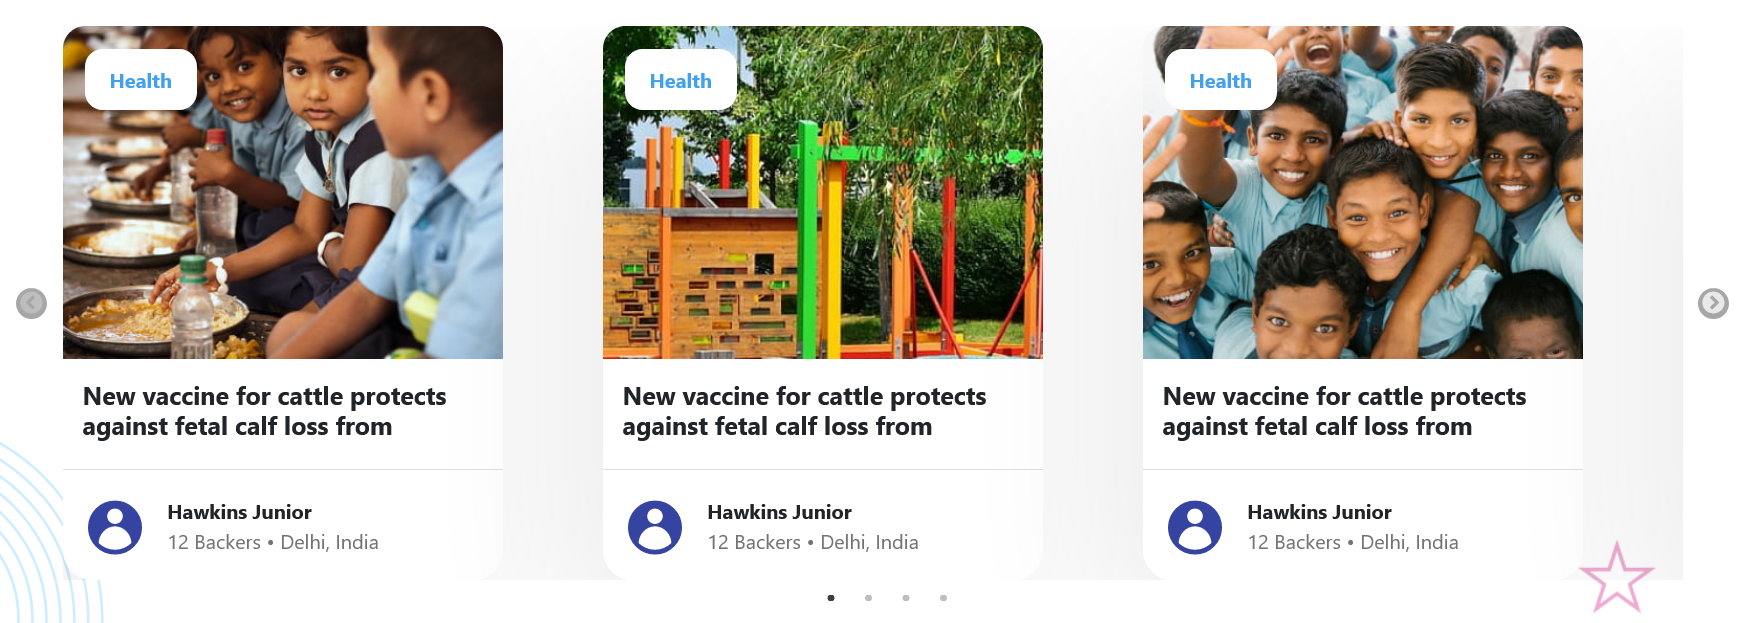 Health
New vaccine for cattle protects
against fetal calf loss from
Hawkins Junior
12 Backers • Delhi, India
Health
New vaccine for cattle protects
against fetal calf loss from
Hawkins Junior
12 Backers • Delhi, India
Health
New vaccine for cattle protects
against fetal calf loss from
Hawkins Junior
12 Backers • Delhi, India